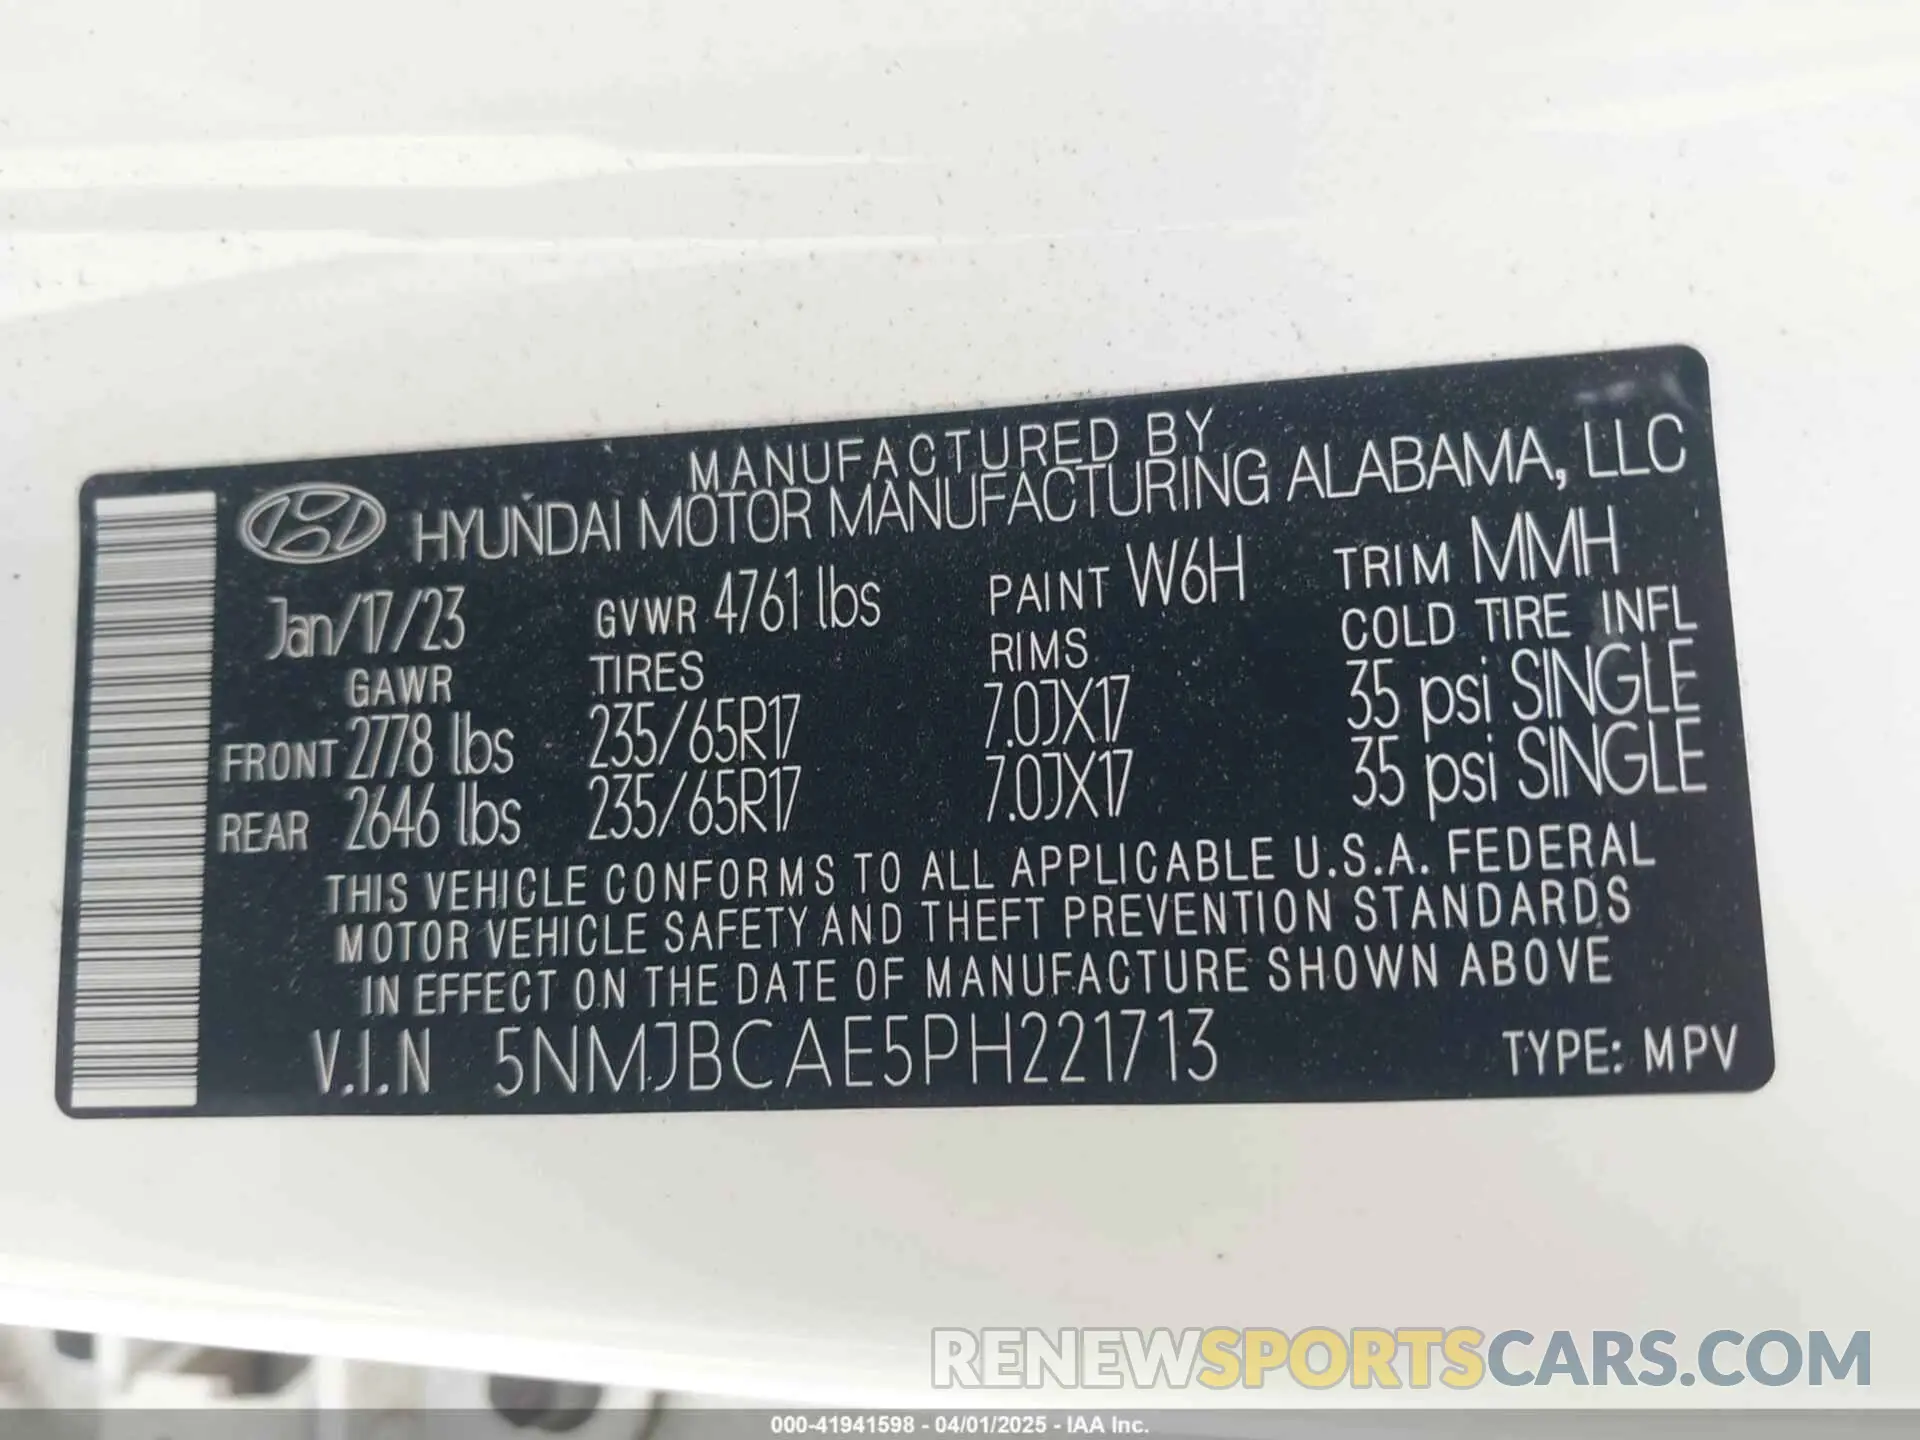 MANUFACTURED BY
HYUNDAI MOTOR MANUFACTURING ALABAMA, LLC
Jan/17/23 GVWR 4761 lbs PAINT W6H TRIM MMH
GAWR TIRES RIMS COLD TIRE INFL
FRONT 2778 lbs 235/65R17 7.0JX17 35 psi SINGLE
REAR 2646 lbs 235/65R17 7.0JX17 35 psi SINGLE
THIS VEHICLE CONFORMS TO ALL APPLICABLE U.S.A. FEDERAL
MOTOR VEHICLE SAFETY AND THEFT PREVENTION STANDARDS
IN EFFECT ON THE DATE OF MANUFACTURE SHOWN ABOVE
V.I.N 5NMJBCAE5PH221713 TYPE: MPV
RENEWSPORTSCARS.COM
000-41941598 - 04/01/2025 - IAA Inc.